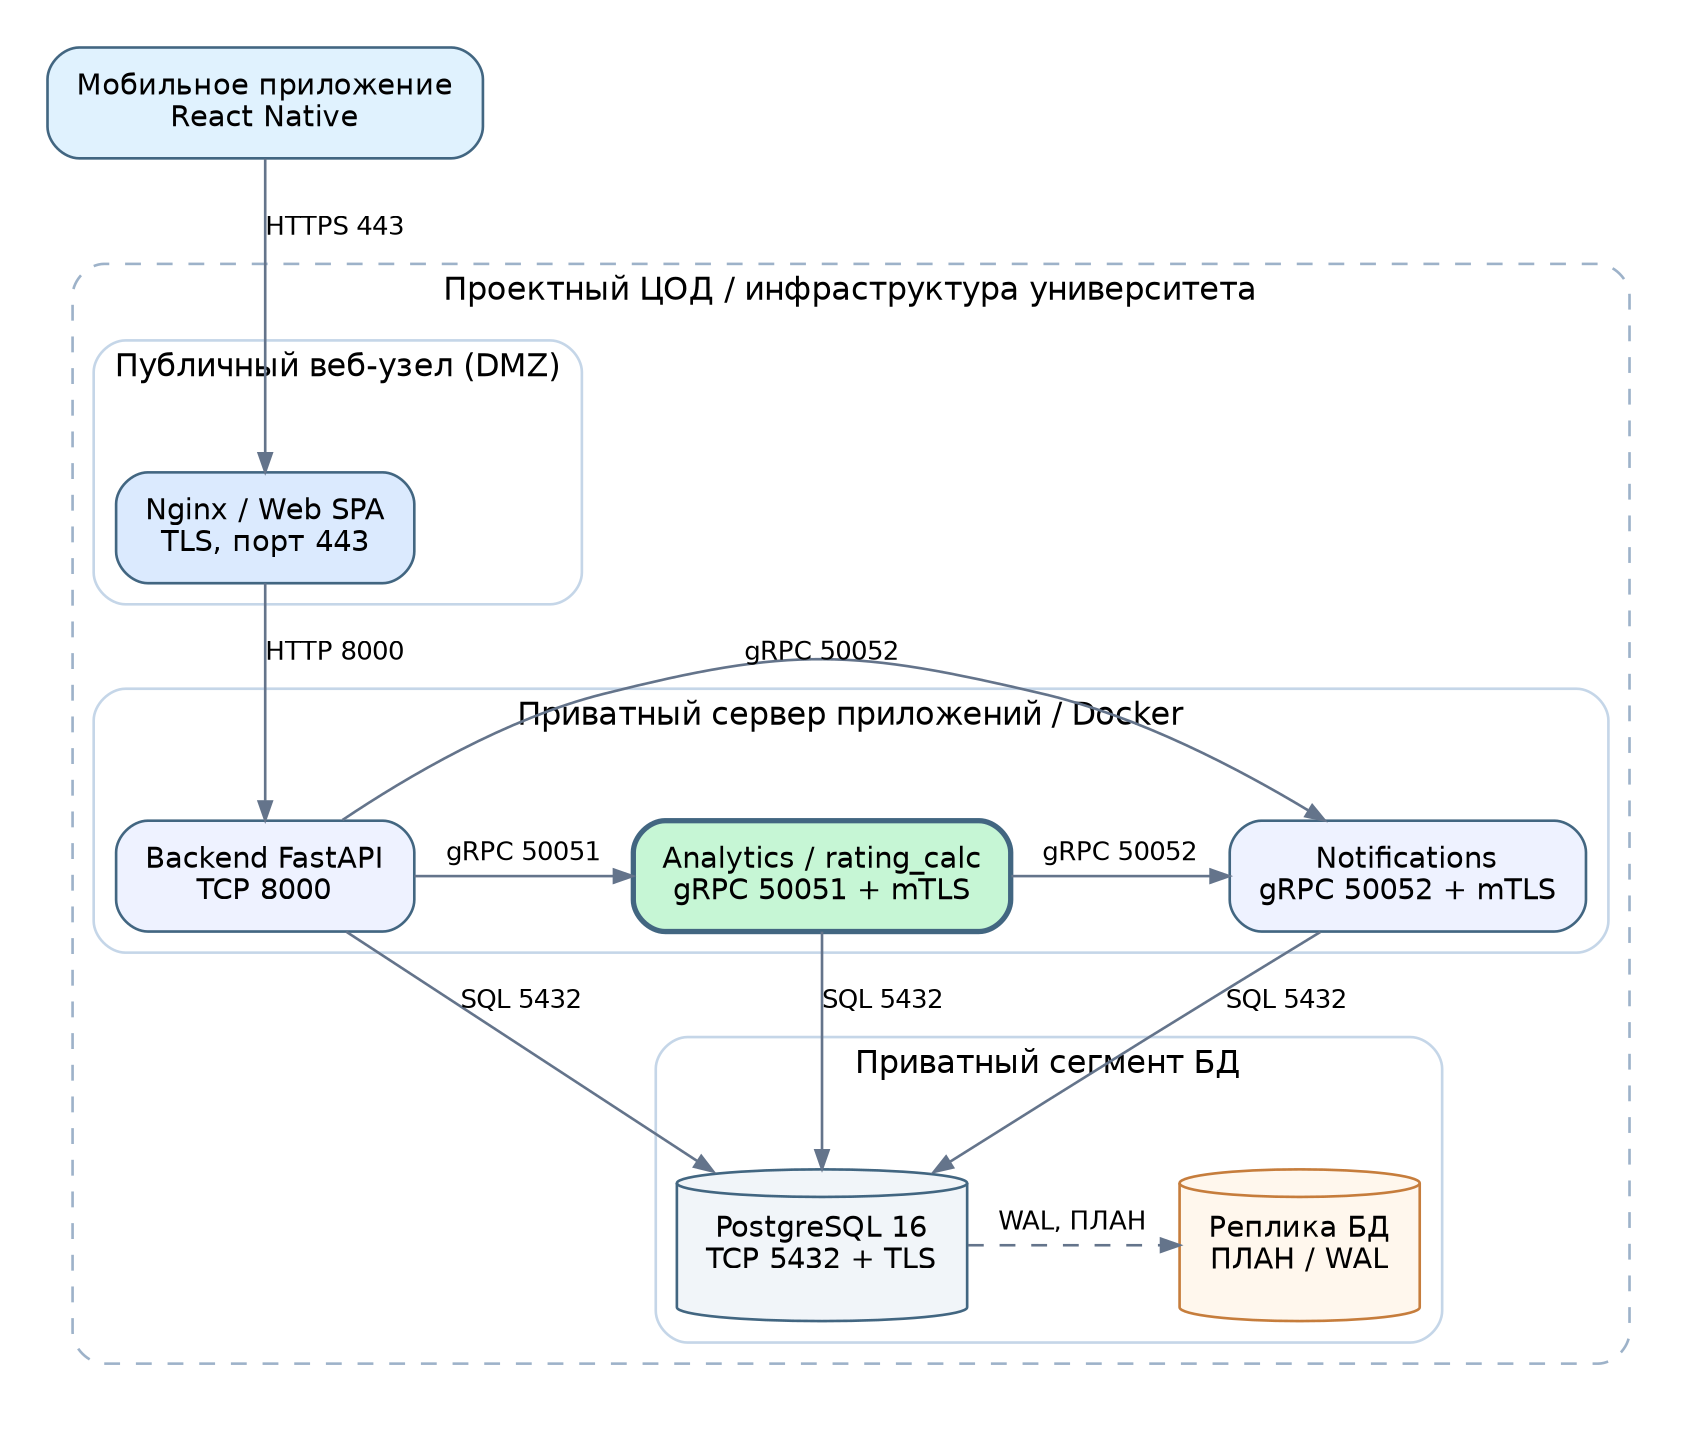 Мобильное приложение
React Native
HTTPS 443
Проектный ЦОД / инфраструктура университета
Публичный веб-узел (DMZ)
Nginx / Web SPA
TLS, порт 443
HTTP 8000
gRPC 50052
Приватный сервер приложений / Docker
Backend FastAPI
TCP 8000
gRPC 50051
Analytics / rating_calc
gRPC 50051 + mTLS
gRPC 50052
Notifications
gRPC 50052 + mTLS
SQL 5432
SQL 5432
SQL 5432
Приватный сегмент БД
PostgreSQL 16
TCP 5432 + TLS
WAL, ПЛАН
Реплика БД
ПЛАН / WAL